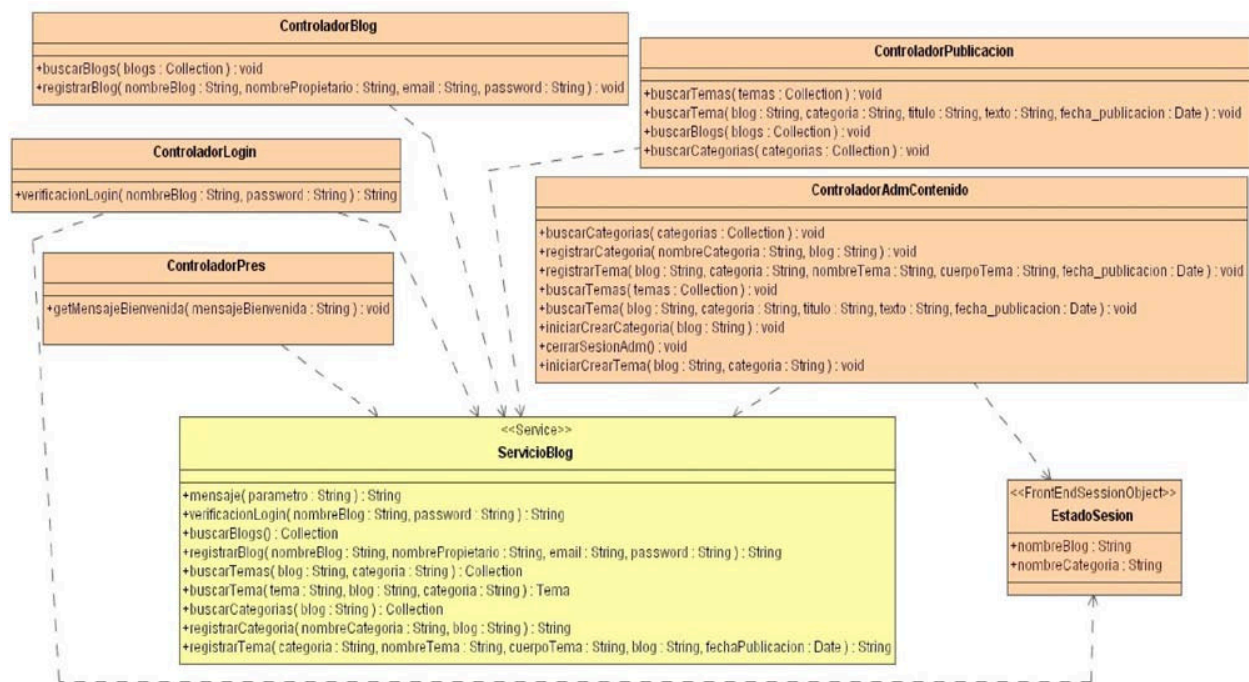 ControladorBlog
+buscarBlogs( blogs : Collection ) : void
+registrarBlog( nombreBlog : String, nombrePropietario : String, email : String, password : String ) : void
ControladorPublicacion
+buscarTemas( temas : Collection ) : void
+buscarTema( blog : String, categoria : String, titulo : String, texto : String, fecha_publicacion : Date ) : void
+buscarBlogs( blogs : Collection ) : void
+buscarCategorias( categorias : Collection ) : void
ControladorLogin
+verificacionLogin( nombreBlog : String, password : String ) : String
ControladorAdmContenido
+buscarCategorias( categorias : Collection ) : void
+registrarCategoria( nombreCategoria : String, blog : String ) : void
+registrarTema( blog : String, categoria : String, nombreTema : String, cuerpoTema : String, fecha_publicacion : Date ) : void
+buscarTemas( temas : Collection ) : void
+buscarTema( blog : String, categoria : String, titulo : String, texto : String, fecha_publicacion : Date ) : void
+iniciarCrearCategoria( blog : String ) : void
+cerrarSesionAdm() : void
+iniciarCrearTema( blog : String, categoria : String ) : void
ControladorPres
+getMensajeBienvenida( mensajeBienvenida : String ) : void
<<Service>>
ServicioBlog
+mensaje( parametro : String ) : String
+verificacionLogin( nombreBlog : String, password : String ) : String
+buscarBlogs() : Collection
+registrarBlog( nombreBlog : String, nombrePropietario : String, email : String, password : String ) : String
+buscarTemas( blog : String, categoria : String ) : Collection
+buscarTema( tema : String, blog : String, categoria : String ) : Tema
+buscarCategorias( blog : String ) : Collection
+registrarCategoria( nombreCategoria : String, blog : String ) : String
+registrarTema( categoria : String, nombreTema : String, cuerpoTema : String, blog : String, fechaPublicacion : Date ) : String
<<FrontEndSessionObject>>
EstadoSesion
+nombreBlog : String
+nombreCategoria : String